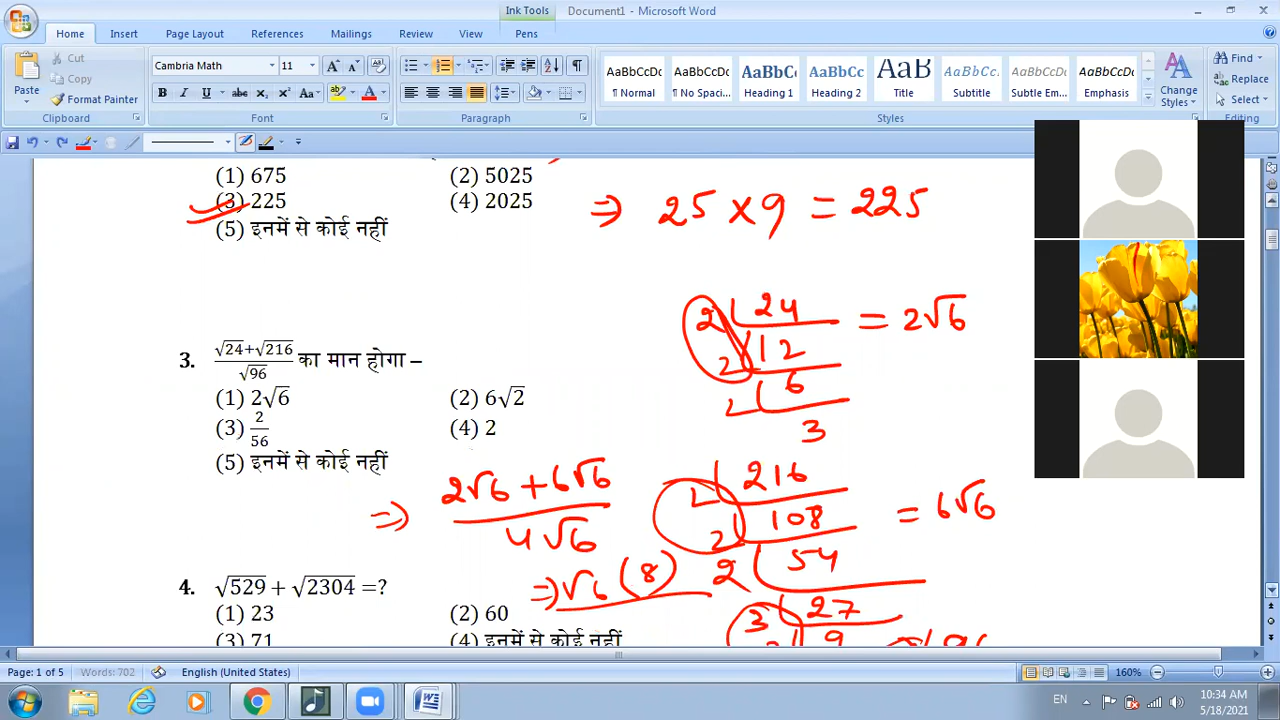 Ink Tools
Document1 - Microsoft Word
Home Insert Page Layout References Mailings Review View Pens
Cut
Copy
Format Painter
Paste
Clipboard
Cambria Math 11
Font
Paragraph
AaBbCcDc AaBbCcDc AaBbCc AaBbCc AaB AaBbCc AaBbCcDc AaBbCcDc
¶ Normal ¶ No Spaci... Heading 1 Heading 2 Title Subtitle Subtle Em... Emphasis
Styles
Change Styles
Find
Replace
Select
Editing
(1) 675 (2) 5025
(3) 225 (4) 2025
(5) इनमें से कोई नहीं
⇒ 25 × 9 = 225
3. (√24+√216)/√96 का मान होगा –
(1) 2√6 (2) 6√2
(3) 2/56 (4) 2
(5) इनमें से कोई नहीं
2 24 = 2√6
2 12
2 6
3
⇒ (2√6 + 6√6)/(4√6)
⇒ √6 (8)
2 216 = 6√6
2 108
2 54
3 27
9
4. √529 + √2304 =?
(1) 23 (2) 60
(3) 71 (4) इनमें से कोई नहीं
Page: 1 of 5 Words: 702 English (United States) 160%
EN
10:34 AM
5/18/2021